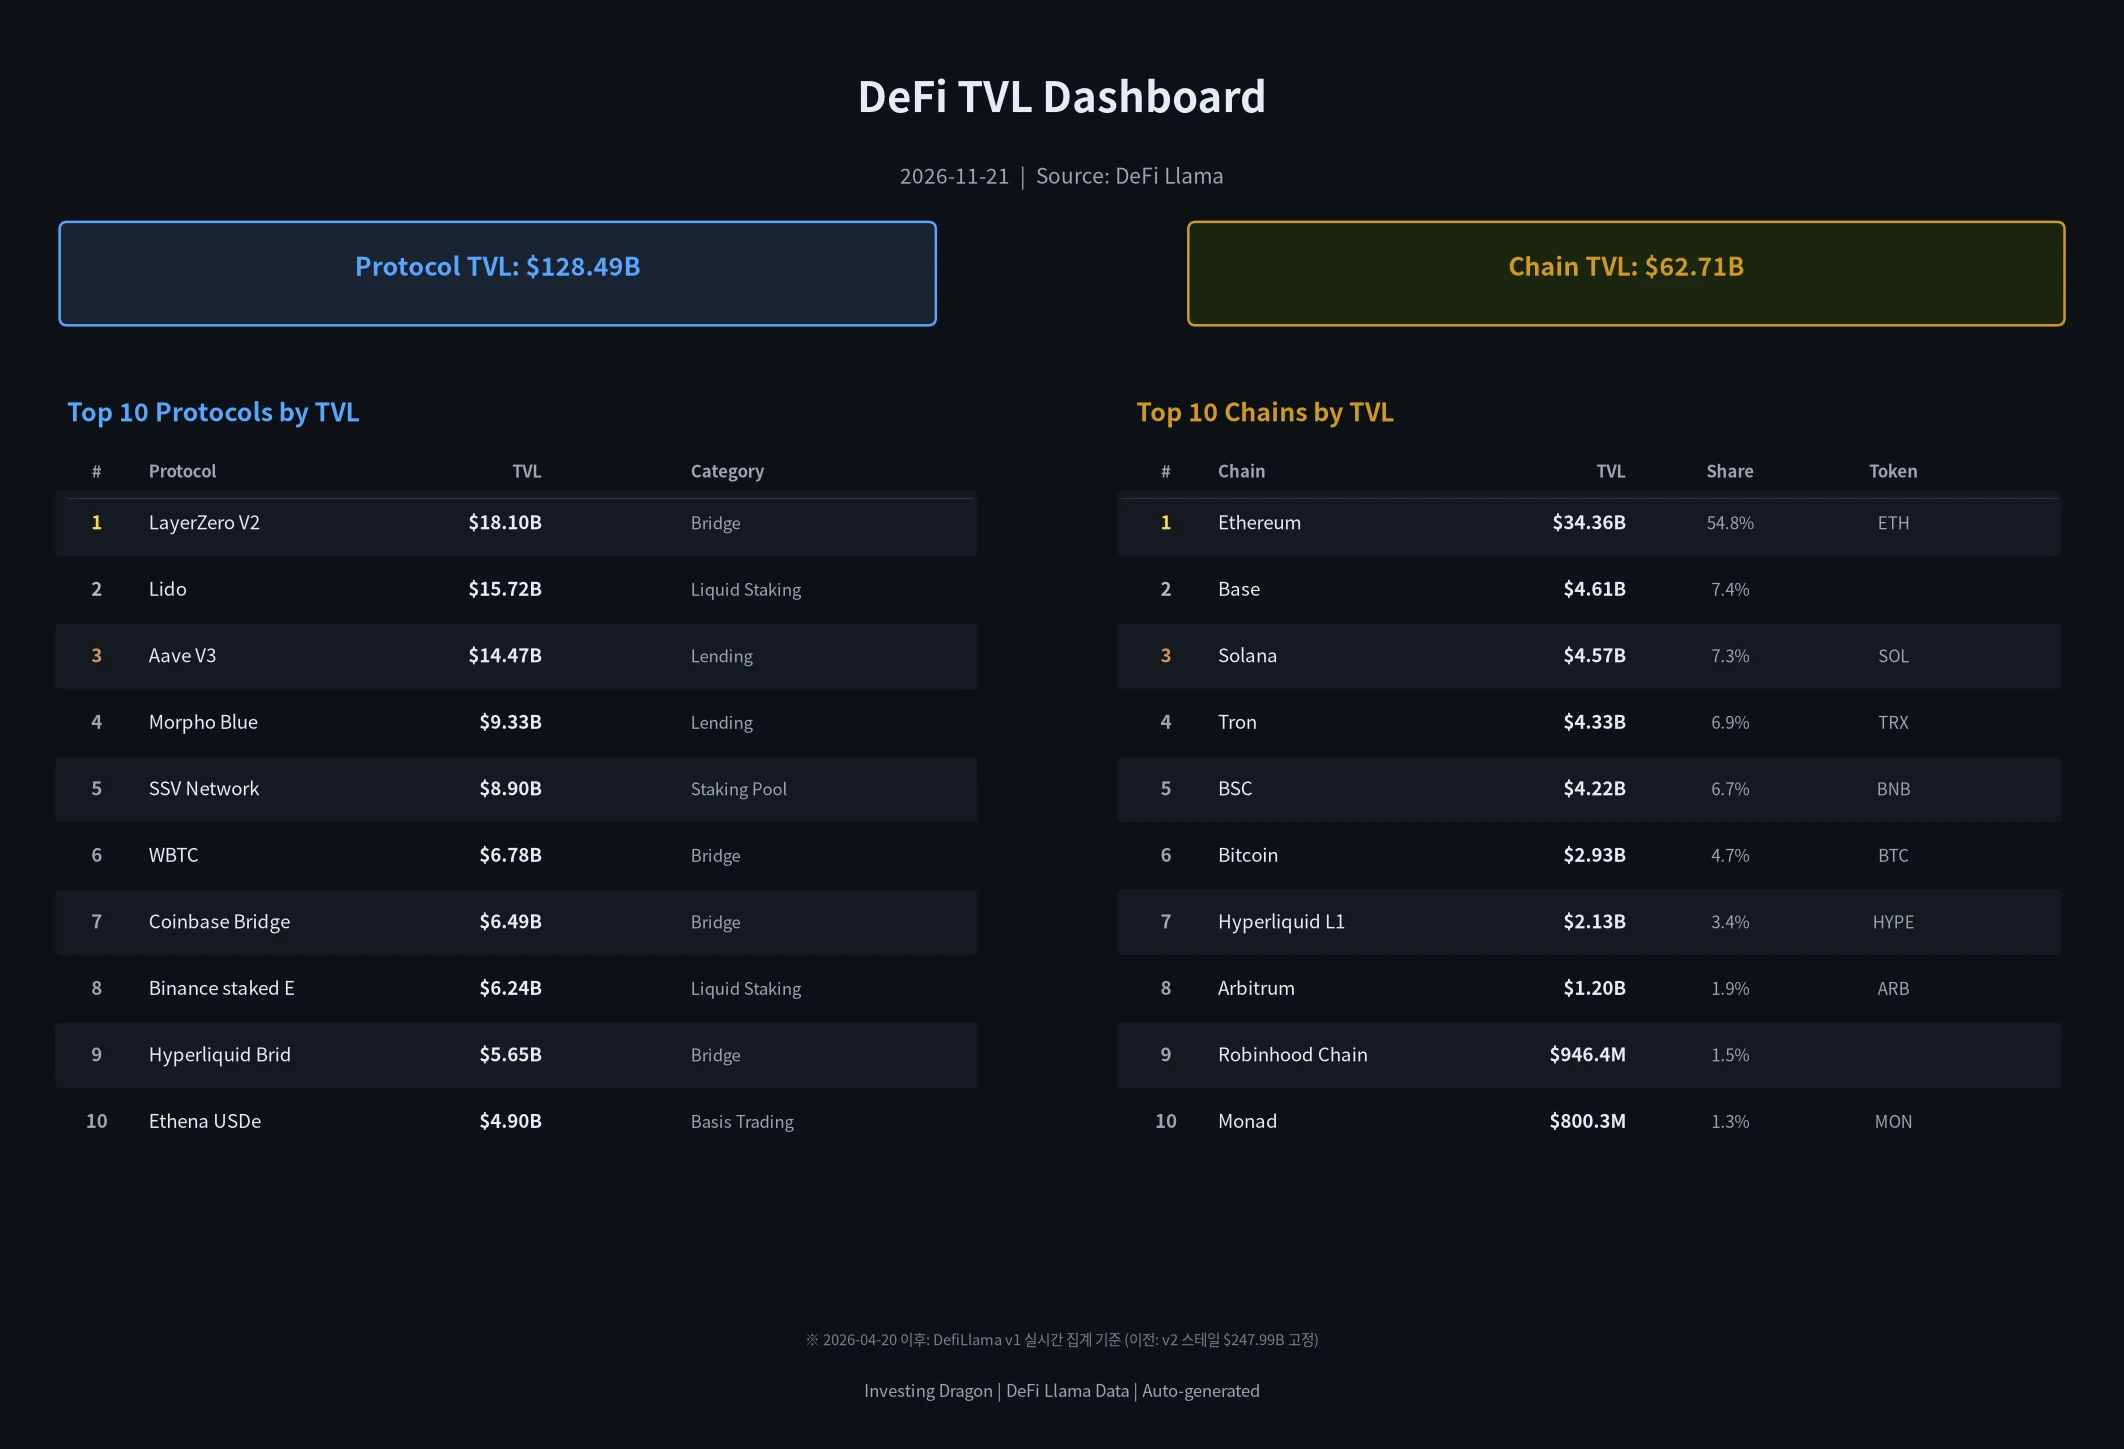 DeFi TVL Dashboard
2026-11-21 | Source: DeFi Llama
Protocol TVL: $128.49B
Chain TVL: $62.71B
Top 10 Protocols by TVL
# Protocol TVL Category
1 LayerZero V2 $18.10B Bridge
2 Lido $15.72B Liquid Staking
3 Aave V3 $14.47B Lending
4 Morpho Blue $9.33B Lending
5 SSV Network $8.90B Staking Pool
6 WBTC $6.78B Bridge
7 Coinbase Bridge $6.49B Bridge
8 Binance staked E $6.24B Liquid Staking
9 Hyperliquid Brid $5.65B Bridge
10 Ethena USDe $4.90B Basis Trading
Top 10 Chains by TVL
# Chain TVL Share Token
1 Ethereum $34.36B 54.8% ETH
2 Base $4.61B 7.4%
3 Solana $4.57B 7.3% SOL
4 Tron $4.33B 6.9% TRX
5 BSC $4.22B 6.7% BNB
6 Bitcoin $2.93B 4.7% BTC
7 Hyperliquid L1 $2.13B 3.4% HYPE
8 Arbitrum $1.20B 1.9% ARB
9 Robinhood Chain $946.4M 1.5%
10 Monad $800.3M 1.3% MON
※ 2026-04-20 이후: DefiLlama v1 실시간 집계 기준 (이전: v2 스테일 $247.99B 고정)
Investing Dragon | DeFi Llama Data | Auto-generated